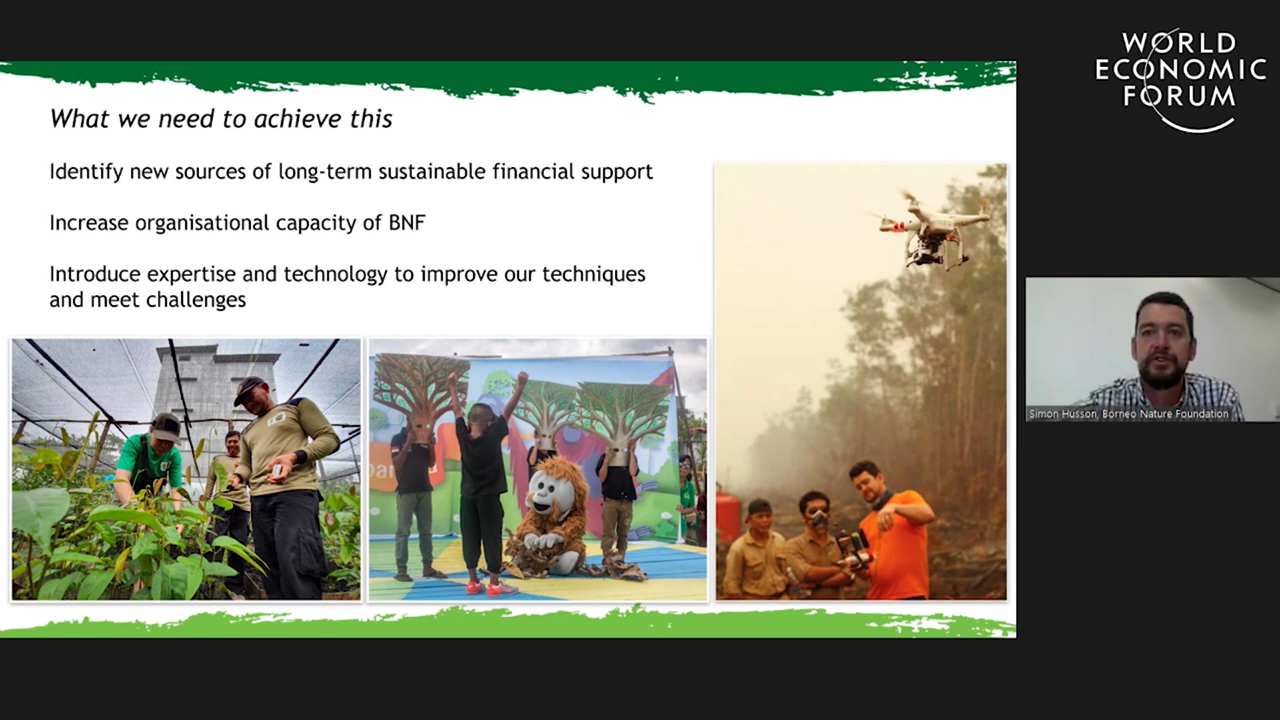 WORLD
ECONOMIC
FORUM
What we need to achieve this
Identify new sources of long-term sustainable financial support
Increase organisational capacity of BNF
Introduce expertise and technology to improve our techniques
and meet challenges
Simon Husson, Borneo Nature Foundation